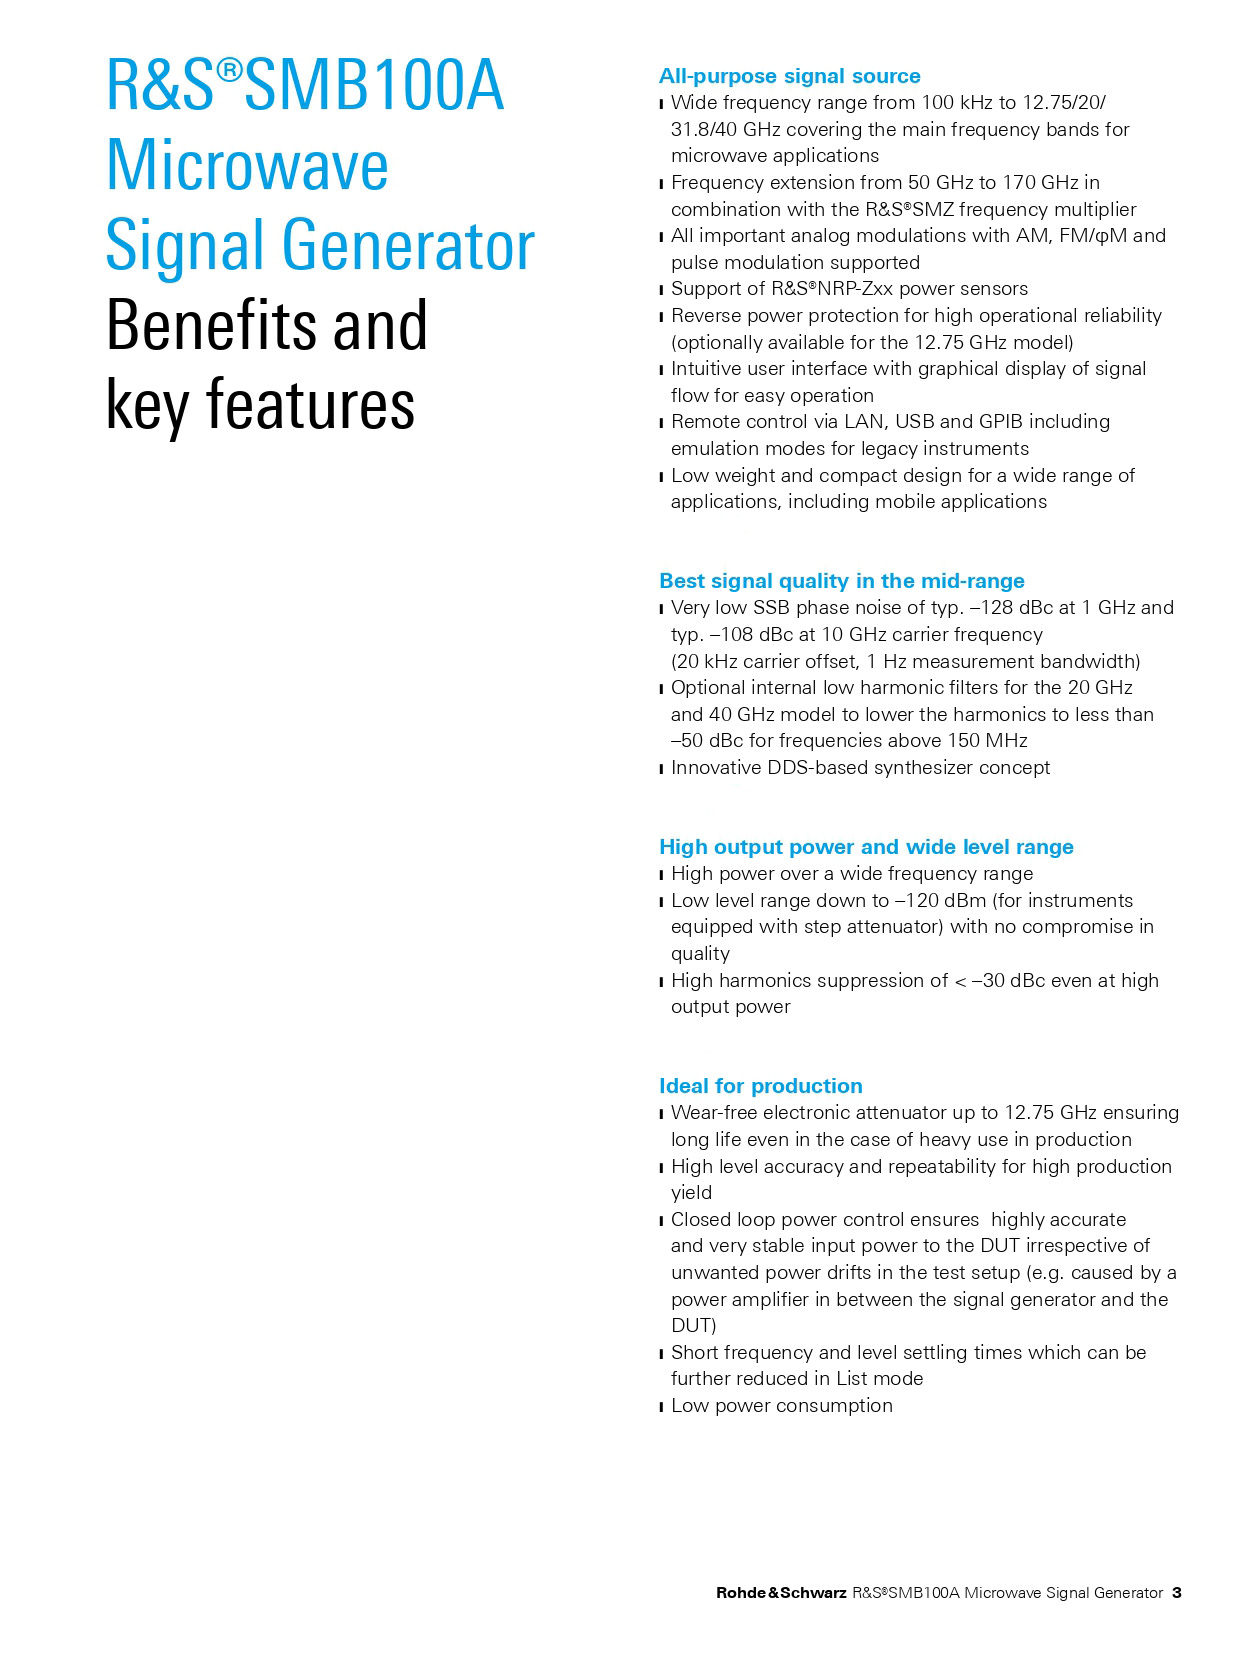 R&S®SMB100A
Microwave
Signal Generator
Benefits and
key features
All-purpose signal source
ı Wide frequency range from 100 kHz to 12.75/20/
31.8/40 GHz covering the main frequency bands for
microwave applications
ı Frequency extension from 50 GHz to 170 GHz in
combination with the R&S®SMZ frequency multiplier
ı All important analog modulations with AM, FM/φM and
pulse modulation supported
ı Support of R&S®NRP-Zxx power sensors
ı Reverse power protection for high operational reliability
(optionally available for the 12.75 GHz model)
ı Intuitive user interface with graphical display of signal
flow for easy operation
ı Remote control via LAN, USB and GPIB including
emulation modes for legacy instruments
ı Low weight and compact design for a wide range of
applications, including mobile applications
Best signal quality in the mid-range
ı Very low SSB phase noise of typ. –128 dBc at 1 GHz and
typ. –108 dBc at 10 GHz carrier frequency
(20 kHz carrier offset, 1 Hz measurement bandwidth)
ı Optional internal low harmonic filters for the 20 GHz
and 40 GHz model to lower the harmonics to less than
–50 dBc for frequencies above 150 MHz
ı Innovative DDS-based synthesizer concept
High output power and wide level range
ı High power over a wide frequency range
ı Low level range down to –120 dBm (for instruments
equipped with step attenuator) with no compromise in
quality
ı High harmonics suppression of < –30 dBc even at high
output power
Ideal for production
ı Wear-free electronic attenuator up to 12.75 GHz ensuring
long life even in the case of heavy use in production
ı High level accuracy and repeatability for high production
yield
ı Closed loop power control ensures  highly accurate
and very stable input power to the DUT irrespective of
unwanted power drifts in the test setup (e.g. caused by a
power amplifier in between the signal generator and the
DUT)
ı Short frequency and level settling times which can be
further reduced in List mode
ı Low power consumption
Rohde&Schwarz R&S®SMB100A Microwave Signal Generator 3